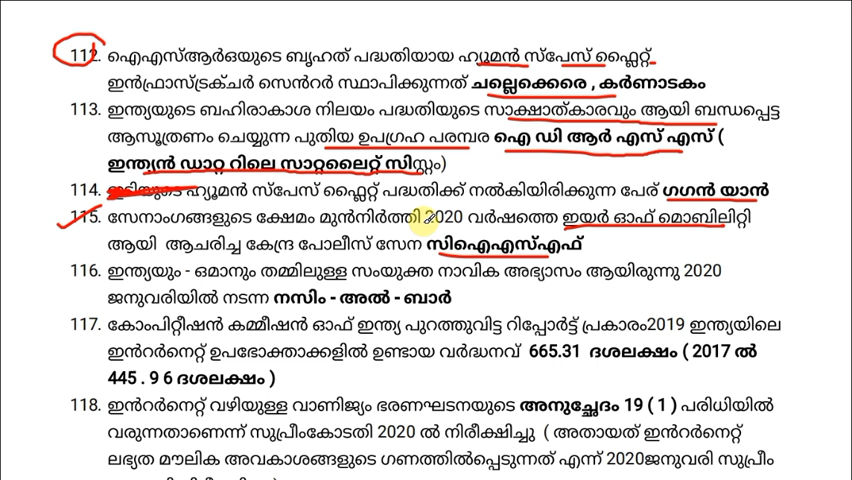 112. ഐഎസ്ആർഒയുടെ ബൃഹത് പദ്ധതിയായ ഹ്യൂമൻ സ്പേസ് ഫ്ലൈറ്റ്
ഇൻഫ്രാസ്ട്രക്ചർ സെൻറർ സ്ഥാപിക്കുന്നത് ചല്ലെക്കെരെ , കർണാടകം
113. ഇന്ത്യയുടെ ബഹിരാകാശ നിലയം പദ്ധതിയുടെ സാക്ഷാത്കാരവും ആയി ബന്ധപ്പെട്ട
ആസൂത്രണം ചെയ്യുന്ന പുതിയ ഉപഗ്രഹ പരമ്പര ഐ ഡി ആർ എസ് എസ് (
ഇന്ത്യൻ ഡാറ്റ റിലെ സാറ്റലൈറ്റ് സിസ്റ്റം)
114. ഹ്യൂമൻ സ്പേസ് ഫ്ലൈറ്റ് പദ്ധതിക്ക് നൽകിയിരിക്കുന്ന പേര് ഗഗൻ യാൻ
115. സേനാംഗങ്ങളുടെ ക്ഷേമം മുൻനിർത്തി 2020 വർഷത്തെ ഇയർ ഓഫ് മൊബിലിറ്റി
ആയി ആചരിച്ച കേന്ദ്ര പോലീസ് സേന സിഐഎസ്എഫ്
116. ഇന്ത്യയും - ഒമാനും തമ്മിലുള്ള സംയുക്ത നാവിക അഭ്യാസം ആയിരുന്നു 2020
ജനുവരിയിൽ നടന്ന നസിം - അൽ - ബാർ
117. കോംപിറ്റീഷൻ കമ്മീഷൻ ഓഫ് ഇന്ത്യ പുറത്തുവിട്ട റിപ്പോർട്ട് പ്രകാരം2019 ഇന്ത്യയിലെ
ഇൻറർനെറ്റ് ഉപഭോക്താക്കളിൽ ഉണ്ടായ വർദ്ധനവ് 665.31 ദശലക്ഷം ( 2017 ൽ
445 . 9 6 ദശലക്ഷം )
118. ഇൻറർനെറ്റ് വഴിയുള്ള വാണിജ്യം ഭരണഘടനയുടെ അനുച്ഛേദം 19 ( 1 ) പരിധിയിൽ
വരുന്നതാണെന്ന് സുപ്രീംകോടതി 2020 ൽ നിരീക്ഷിച്ചു ( അതായത് ഇൻറർനെറ്റ്
ലഭ്യത മൗലിക അവകാശങ്ങളുടെ ഗണത്തിൽപ്പെടുന്നത് എന്ന് 2020ജനുവരി സുപ്രീം